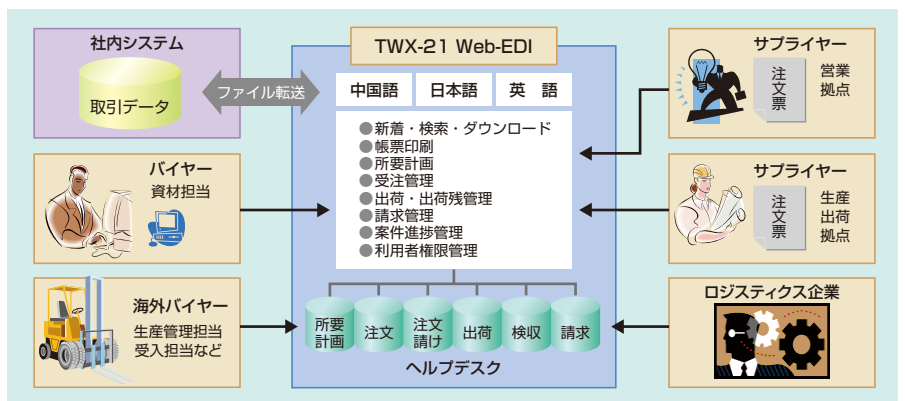 社内システム
取引データ
ファイル転送
バイヤー
資材担当
海外バイヤー
生産管理担当
受入担当など
TWX-21 Web-EDI
中国語
日本語
英 語
●新着・検索・ダウンロード
●帳票印刷
●所要計画
●受注管理
●出荷・出荷残管理
●請求管理
●案件進捗管理
●利用者権限管理
所要
計画
注文
注文
請け
出荷
検収
請求
ヘルプデスク
サプライヤー
注文票
営業
拠点
サプライヤー
注文票
生産
出荷
拠点
ロジスティクス企業